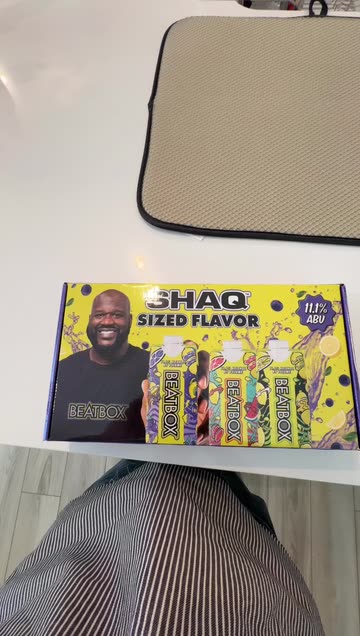 SHAQ
SIZED FLAVOR
11.1%
ABV
BEATBOX
BEATBOX
BEATBOX
BEATBOX